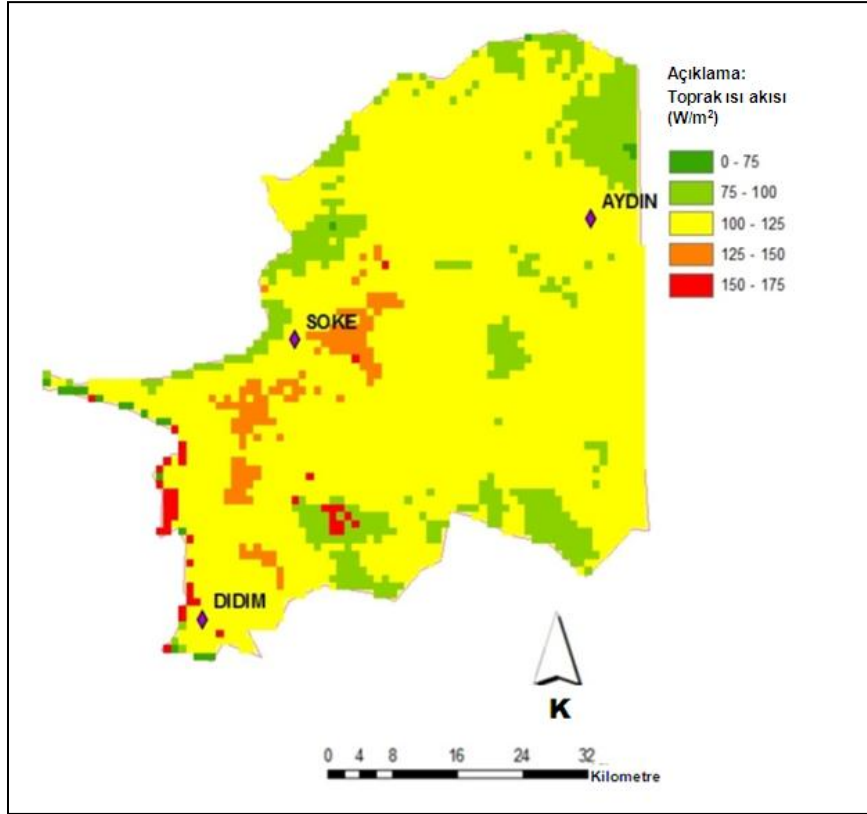 Açıklama:
Toprak ısı akısı
(W/m²)
0 - 75
75 - 100
100 - 125
125 - 150
150 - 175
AYDIN
SOKE
DIDIM
K
0 4 8 16 24 32
Kilometre